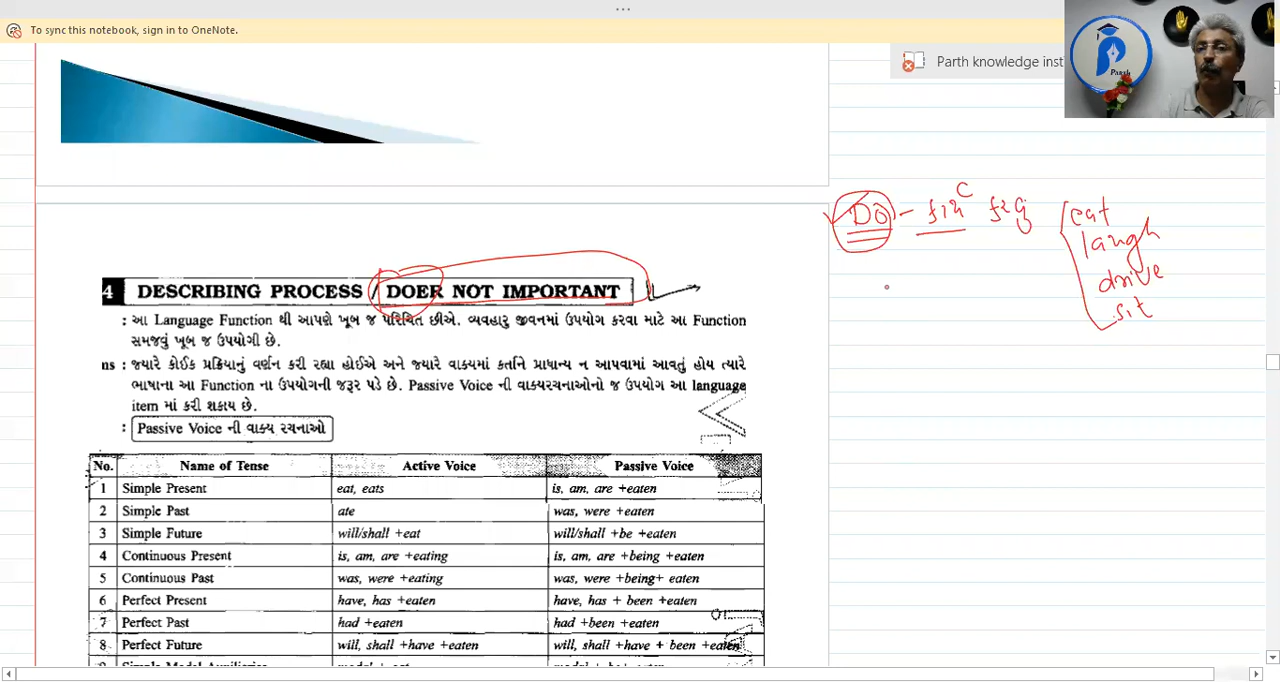 To sync this notebook, sign in to OneNote.
Parth knowledge inst
Parth
Do -
eat
laugh
drive
sit
4 DESCRIBING PROCESS / DOER NOT IMPORTANT
: આ Language Function થી આપણે ખૂબ જ પરિચિત છીએ. વ્યવહારુ જીવનમાં ઉપયોગ કરવા માટે આ Function
સમજવું ખૂબ જ ઉપયોગી છે.
ns : જ્યારે કોઈક પ્રક્રિયાનું વર્ણન કરી રહ્યા હોઈએ અને જ્યારે વાક્યમાં કર્તાને પ્રાધાન્ય ન આપવામાં આવતું હોય ત્યારે
ભાષાના આ Function ના ઉપયોગની જરૂર પડે છે. Passive Voice ની વાક્યરચનાઓનો જ ઉપયોગ આ language
item માં કરી શકાય છે.
: Passive Voice ની વાક્ય રચનાઓ
No. Name of Tense Active Voice Passive Voice
1 Simple Present eat, eats is, am, are +eaten
2 Simple Past ate was, were +eaten
3 Simple Future will/shall +eat will/shall +be +eaten
4 Continuous Present is, am, are +eating is, am, are +being +eaten
5 Continuous Past was, were +eating was, were +being+ eaten
6 Perfect Present have, has +eaten have, has + been +eaten
7 Perfect Past had +eaten had +been +eaten
8 Perfect Future will, shall +have +eaten will, shall +have + been +eaten